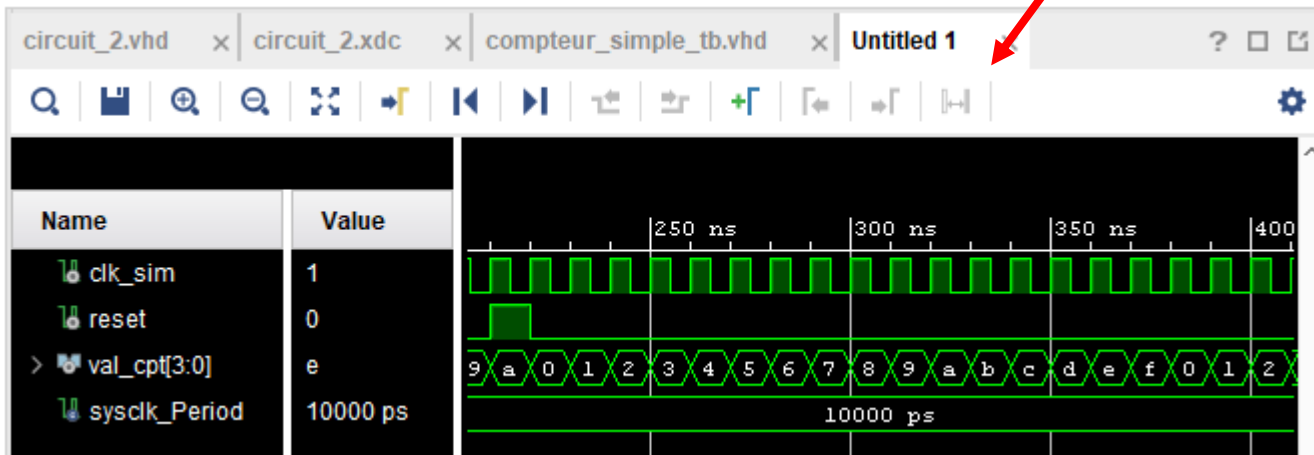 circuit_2.vhd × circuit_2.xdc × compteur_simple_tb.vhd × Untitled 1 × ?
Name Value 250 ns 300 ns 350 ns 400
clk_sim 1
reset 0
> val_cpt[3:0] e 9 a 0 1 2 3 4 5 6 7 8 9 a b c d e f 0 1 2
sysclk_Period 10000 ps 10000 ps